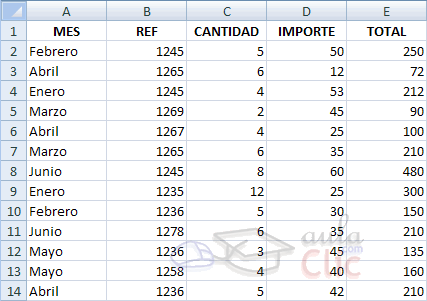 A B C D E
1 MES REF CANTIDAD IMPORTE TOTAL
2 Febrero 1245 5 50 250
3 Abril 1265 6 12 72
4 Enero 1245 4 53 212
5 Marzo 1269 2 45 90
6 Abril 1267 4 25 100
7 Marzo 1265 6 35 210
8 Junio 1245 8 60 480
9 Enero 1235 12 25 300
10 Febrero 1236 5 30 150
11 Junio 1278 6 35 210
12 Mayo 1236 3 45 135
13 Mayo 1258 4 40 160
14 Abril 1236 5 42 210
aula
.com
CLIC